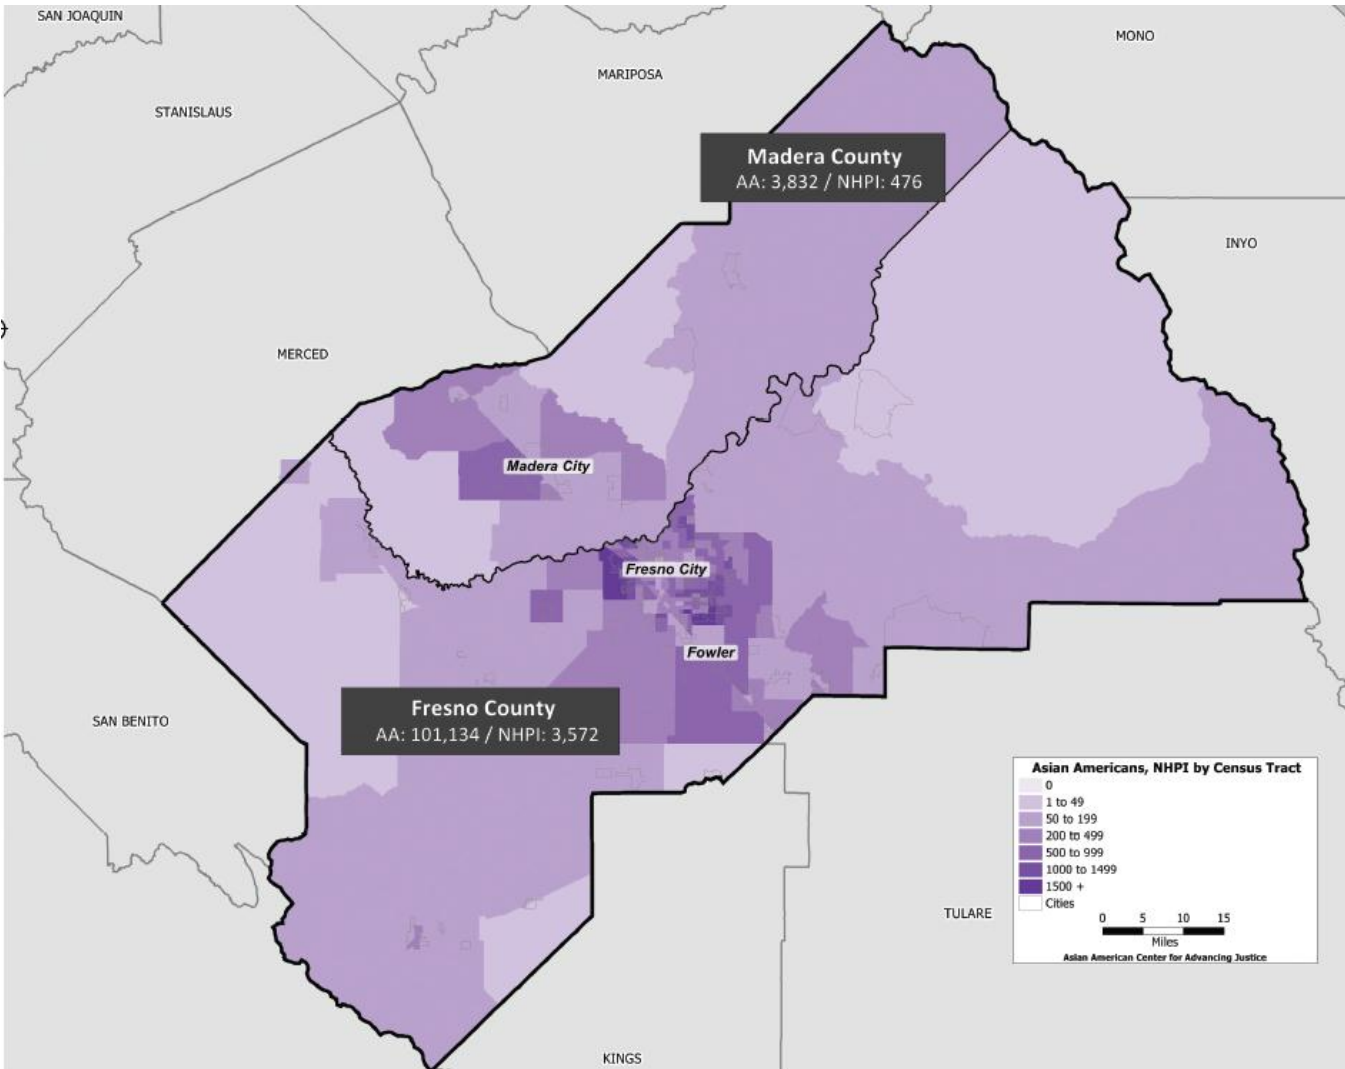 SAN JOAQUIN
MONO
MARIPOSA
STANISLAUS
Madera County
AA: 3,832 / NHPI: 476
INYO
MERCED
Madera City
Fresno City
Fowler
Fresno County
AA: 101,134 / NHPI: 3,572
SAN BENITO
Asian Americans, NHPI by Census Tract
0
1 to 49
50 to 199
200 to 499
500 to 999
1000 to 1499
1500 +
Cities
0 5 10 15
Miles
Asian American Center for Advancing Justice
TULARE
KINGS